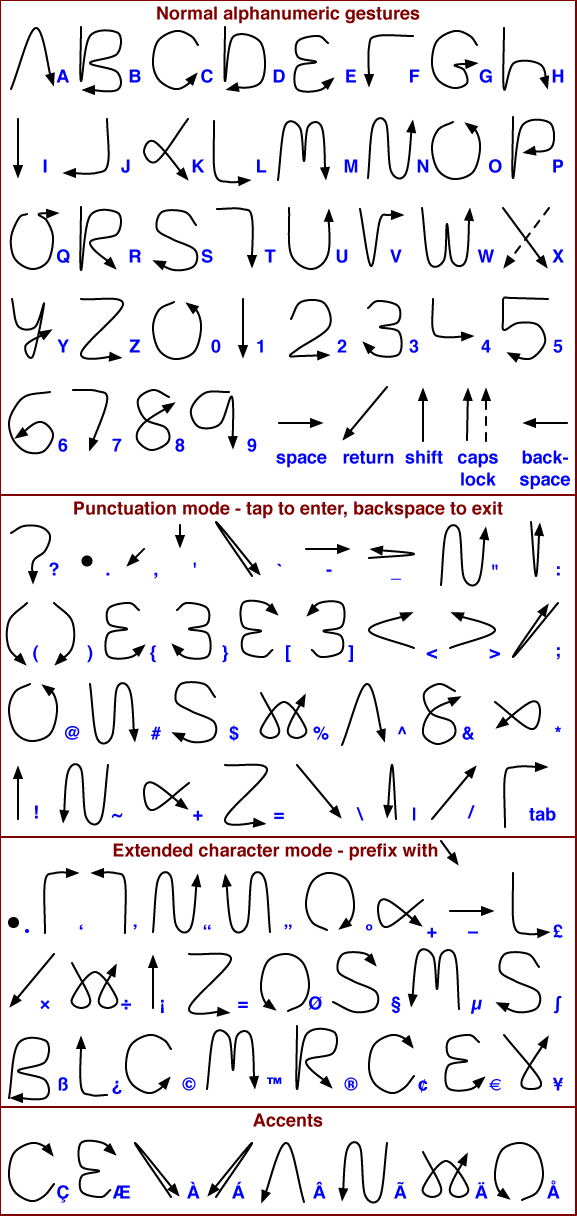 Normal alphanumeric gestures
A B C D E F G H
I J K L M N O P
Q R S T U V W X
Y Z 0 1 2 3 4 5
6 7 8 9 space return shift caps lock back-space
Punctuation mode - tap to enter, backspace to exit
? . , ' ` - _ " :
( ) { } [ ] < > ;
@ # $ % ^ & *
! ~ + = \ | / tab
Extended character mode - prefix with
. ‘ ’ “ ” º + – £
× ÷ ¡ = Ø § µ ∫
ß ¿ © ™ ® ¢ € ¥
Accents
Ç Æ À Á Â Ã Ä Å